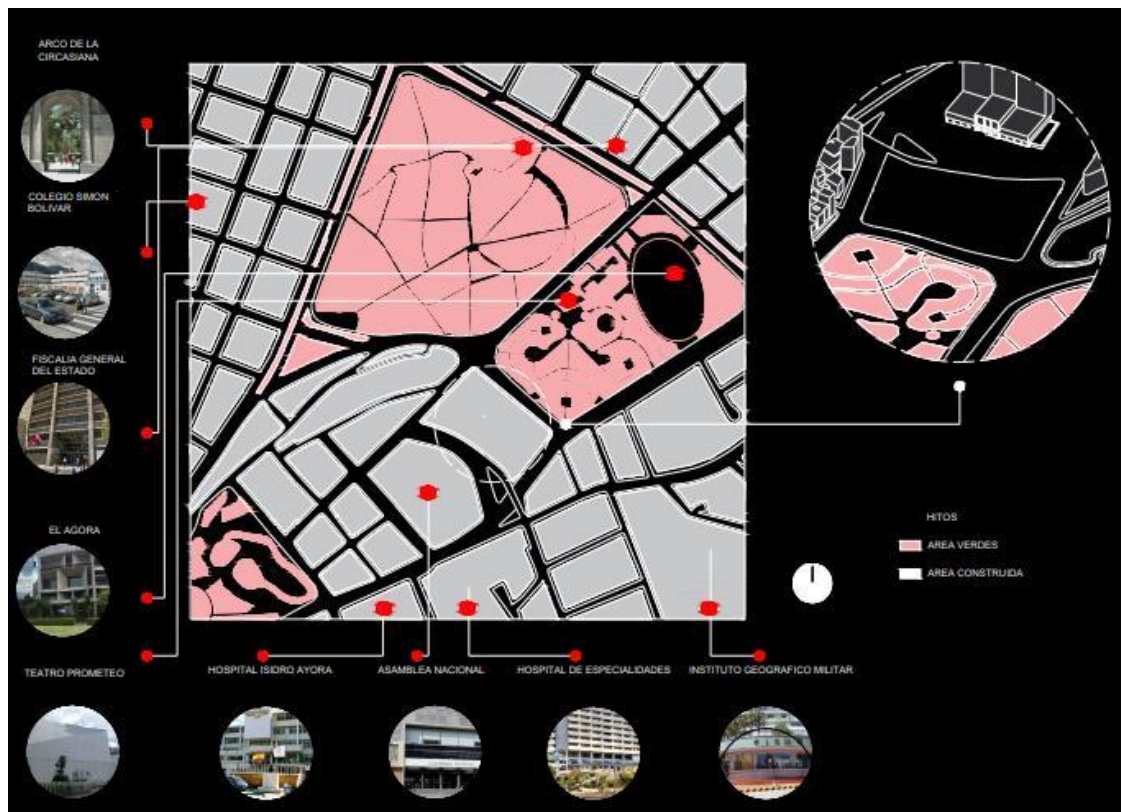 ARCO DE LA
CIRCASIANA
COLEGIO SIMON
BOLIVAR
FISCALIA GENERAL
DEL ESTADO
EL AGORA
TEATRO PROMETEO
HOSPITAL ISIDRO AYORA
ASAMBLEA NACIONAL
HOSPITAL DE ESPECIALIDADES
INSTITUTO GEOGRAFICO MILITAR
HITOS
AREA VERDES
AREA CONSTRUIDA